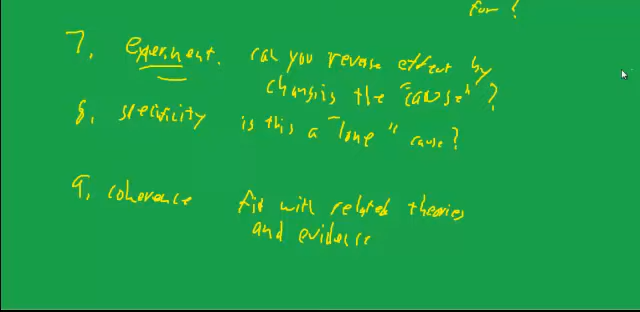 for?
7. experiment. can you reverse effect by
changing the "cause"?
8. specificity is this a "lone" cause?
9. coherence fit with related theories
and evidence